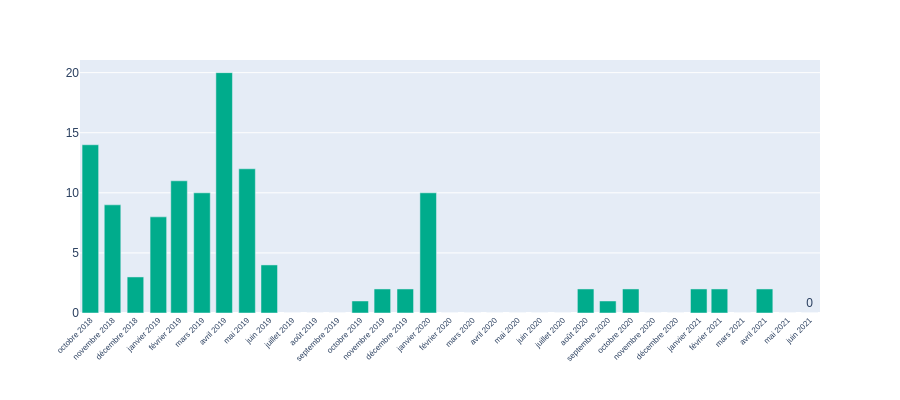 20
15
10
5
0
0
octobre 2018
novembre 2018
décembre 2018
janvier 2019
février 2019
mars 2019
avril 2019
mai 2019
juin 2019
juillet 2019
août 2019
septembre 2019
octobre 2019
novembre 2019
décembre 2019
janvier 2020
février 2020
mars 2020
avril 2020
mai 2020
juin 2020
juillet 2020
août 2020
septembre 2020
octobre 2020
novembre 2020
décembre 2020
janvier 2021
février 2021
mars 2021
avril 2021
mai 2021
juin 2021